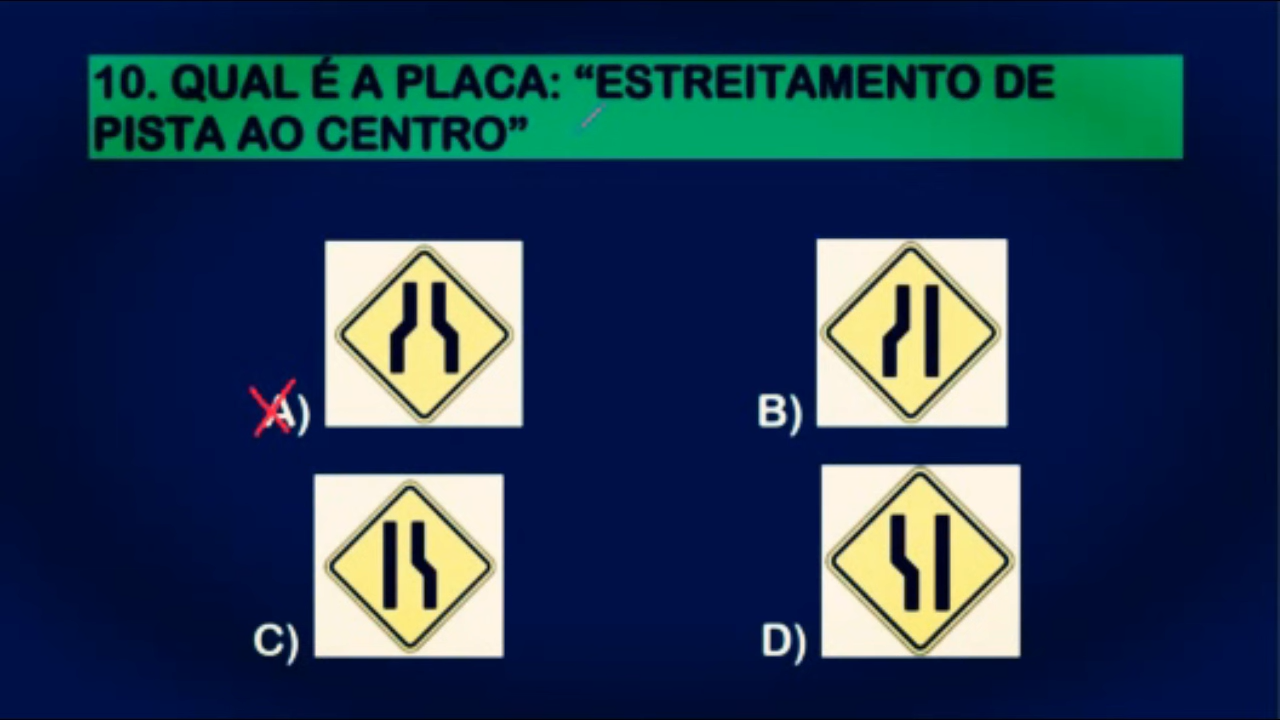 10. QUAL É A PLACA: “ESTREITAMENTO DE
PISTA AO CENTRO”
A)
B)
C)
D)